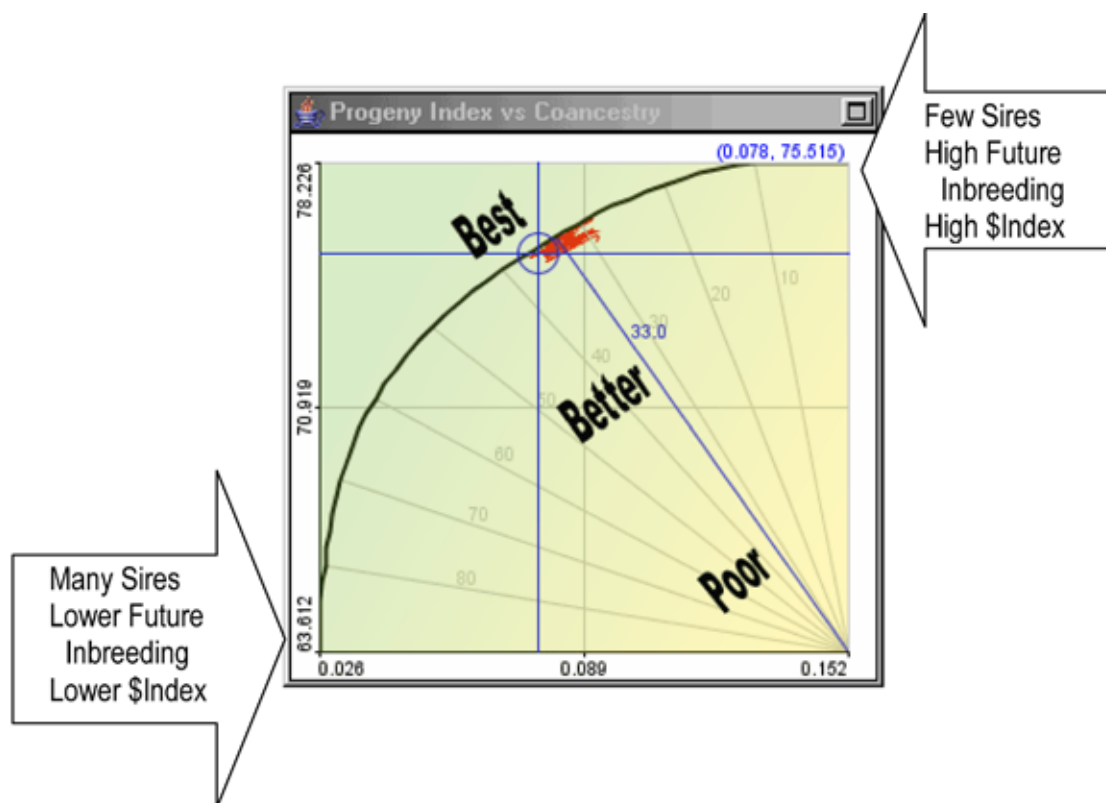 Progeny Index vs Coancestry
(0.078, 75.515)
Few Sires
High Future
Inbreeding
High $Index
78.226
70.919
63.612
Best
Better
Poor
10
20
30
33.0
40
50
60
70
80
0.026
0.089
0.152
Many Sires
Lower Future
Inbreeding
Lower $Index